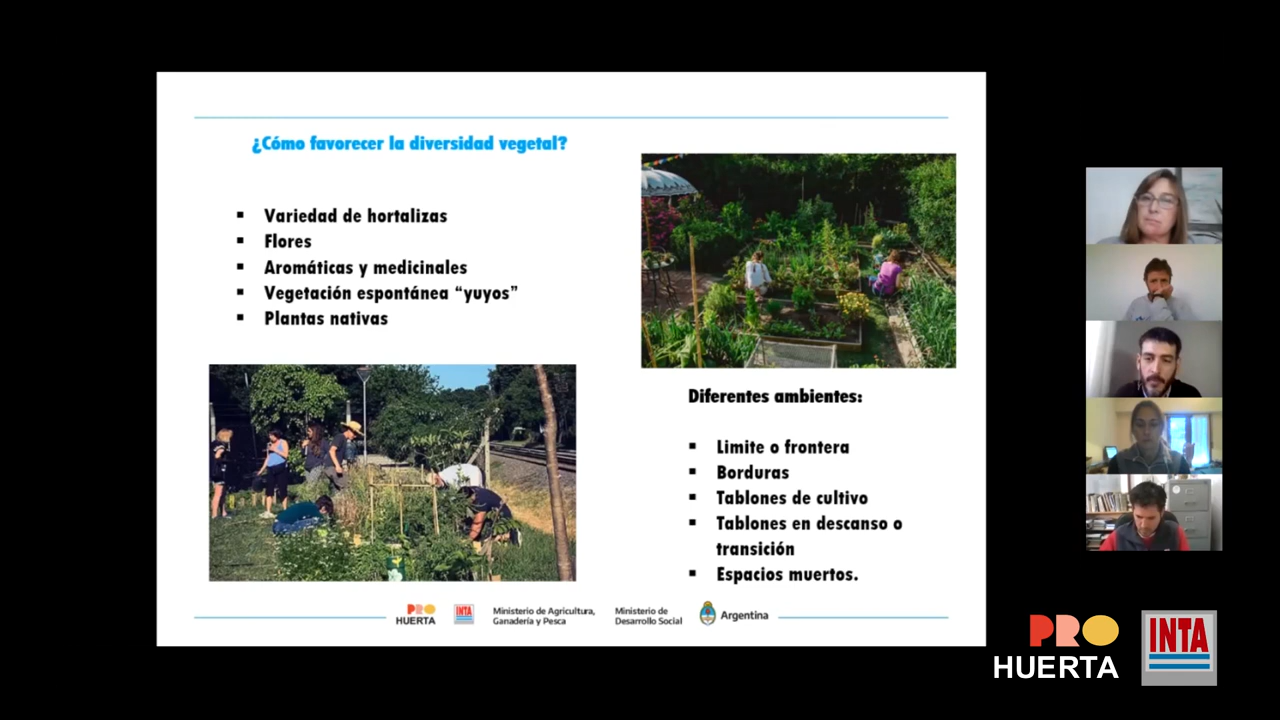 ¿Cómo favorecer la diversidad vegetal?
▪ Variedad de hortalizas
▪ Flores
▪ Aromáticas y medicinales
▪ Vegetación espontánea “yuyos”
▪ Plantas nativas
Diferentes ambientes:
▪ Limite o frontera
▪ Borduras
▪ Tablones de cultivo
▪ Tablones en descanso o
transición
▪ Espacios muertos.
PRO
HUERTA
INTA
Ministerio de Agricultura,
Ganadería y Pesca
Ministerio de
Desarrollo Social
Argentina
PRO
HUERTA
INTA